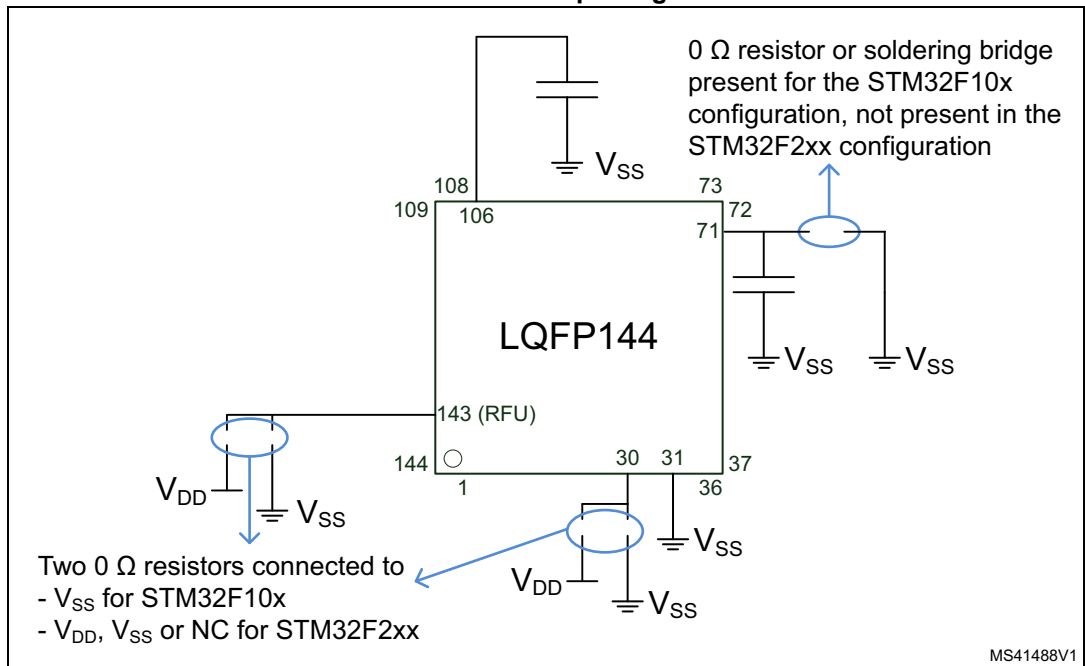 0 Ω resistor or soldering bridge
present for the STM32F10x
configuration, not present in the
STM32F2xx configuration
VSS
108
73
109
106
72
71
LQFP144
VSS
VSS
143 (RFU)
144
30
31
37
1
36
VDD
VSS
VSS
VDD
VSS
Two 0 Ω resistors connected to
- VSS for STM32F10x
- VDD, VSS or NC for STM32F2xx
MS41488V1